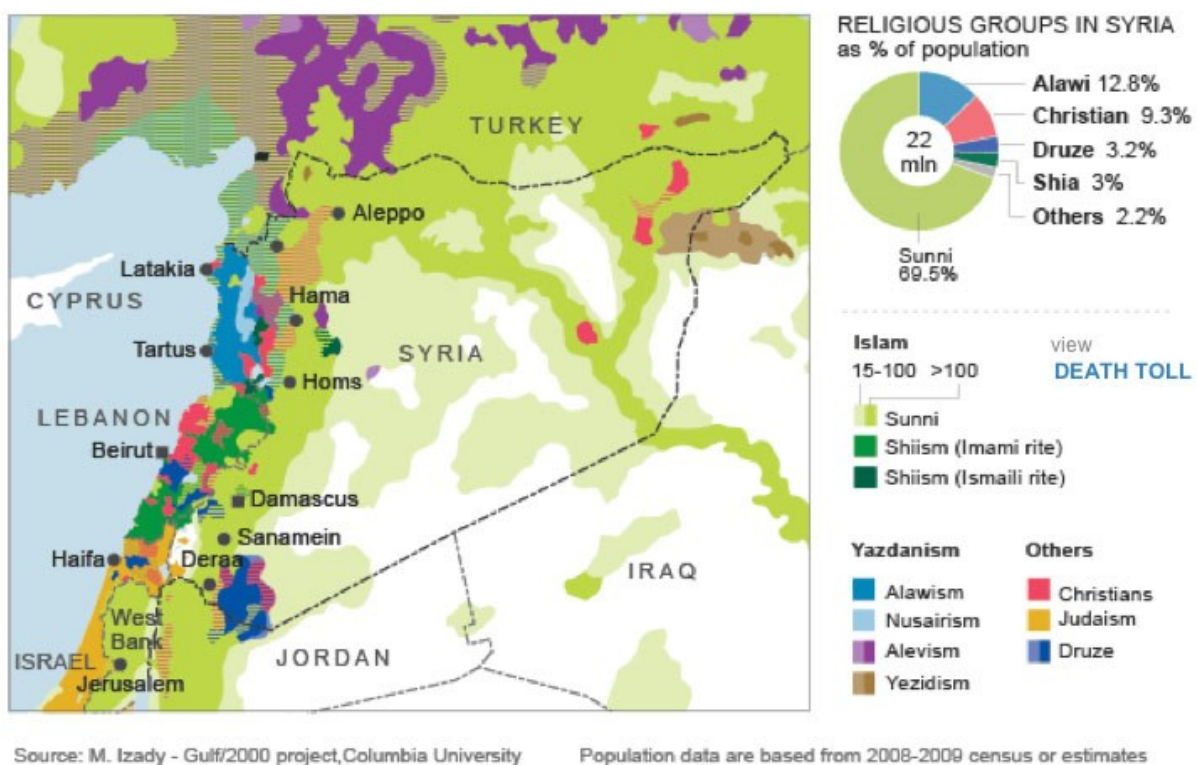 RELIGIOUS GROUPS IN SYRIA
as % of population
Alawi 12.8%
Christian 9.3%
Druze 3.2%
Shia 3%
Others 2.2%
22
mln
Sunni
69.5%
TURKEY
Aleppo
Latakia
CYPRUS
Hama
Tartus
SYRIA
Homs
LEBANON
Beirut
Damascus
Sanamein
Haifa
Deraa
IRAQ
West
Bank
JORDAN
ISRAEL
Jerusalem
Islam
15-100 >100
view
DEATH TOLL
Sunni
Shiism (Imami rite)
Shiism (Ismaili rite)
Yazdanism
Alawism
Nusairism
Alevism
Yezidism
Others
Christians
Judaism
Druze
Source: M. Izady - Gulf/2000 project,Columbia University
Population data are based from 2008-2009 census or estimates